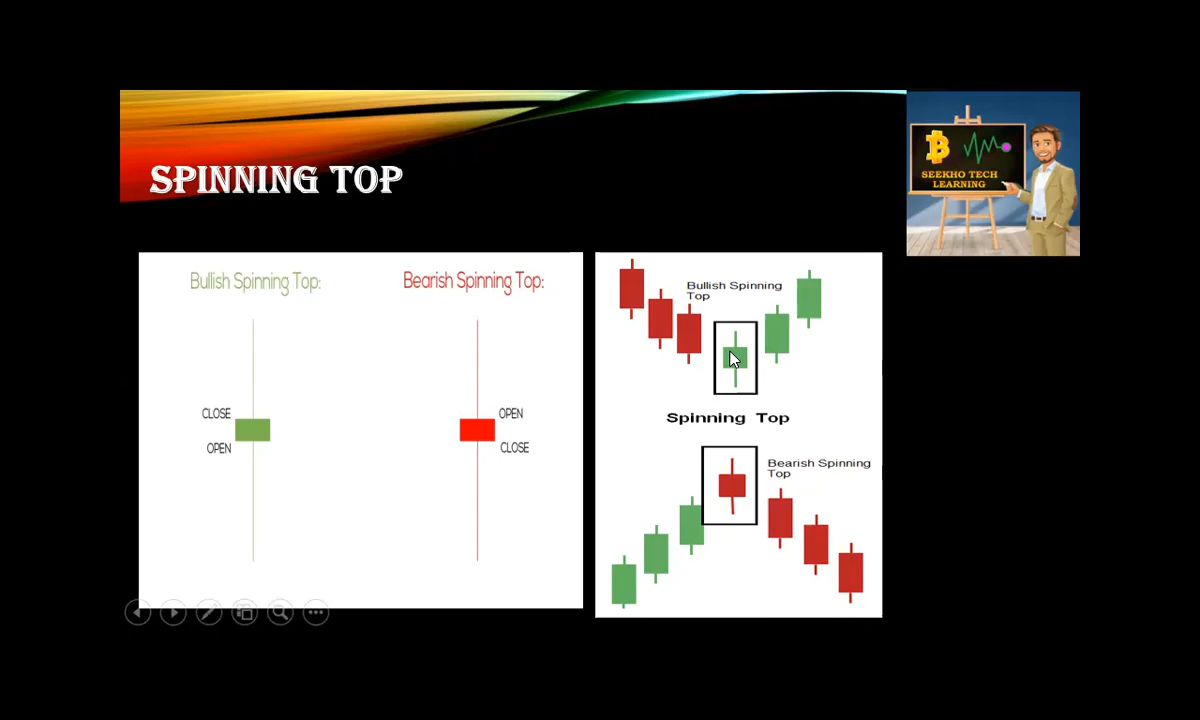 SPINNING TOP
SEEKHO TECH
LEARNING
Bullish Spinning Top:
Bearish Spinning Top:
CLOSE
OPEN
OPEN
CLOSE
Bullish Spinning
Top
Spinning Top
Bearish Spinning
Top